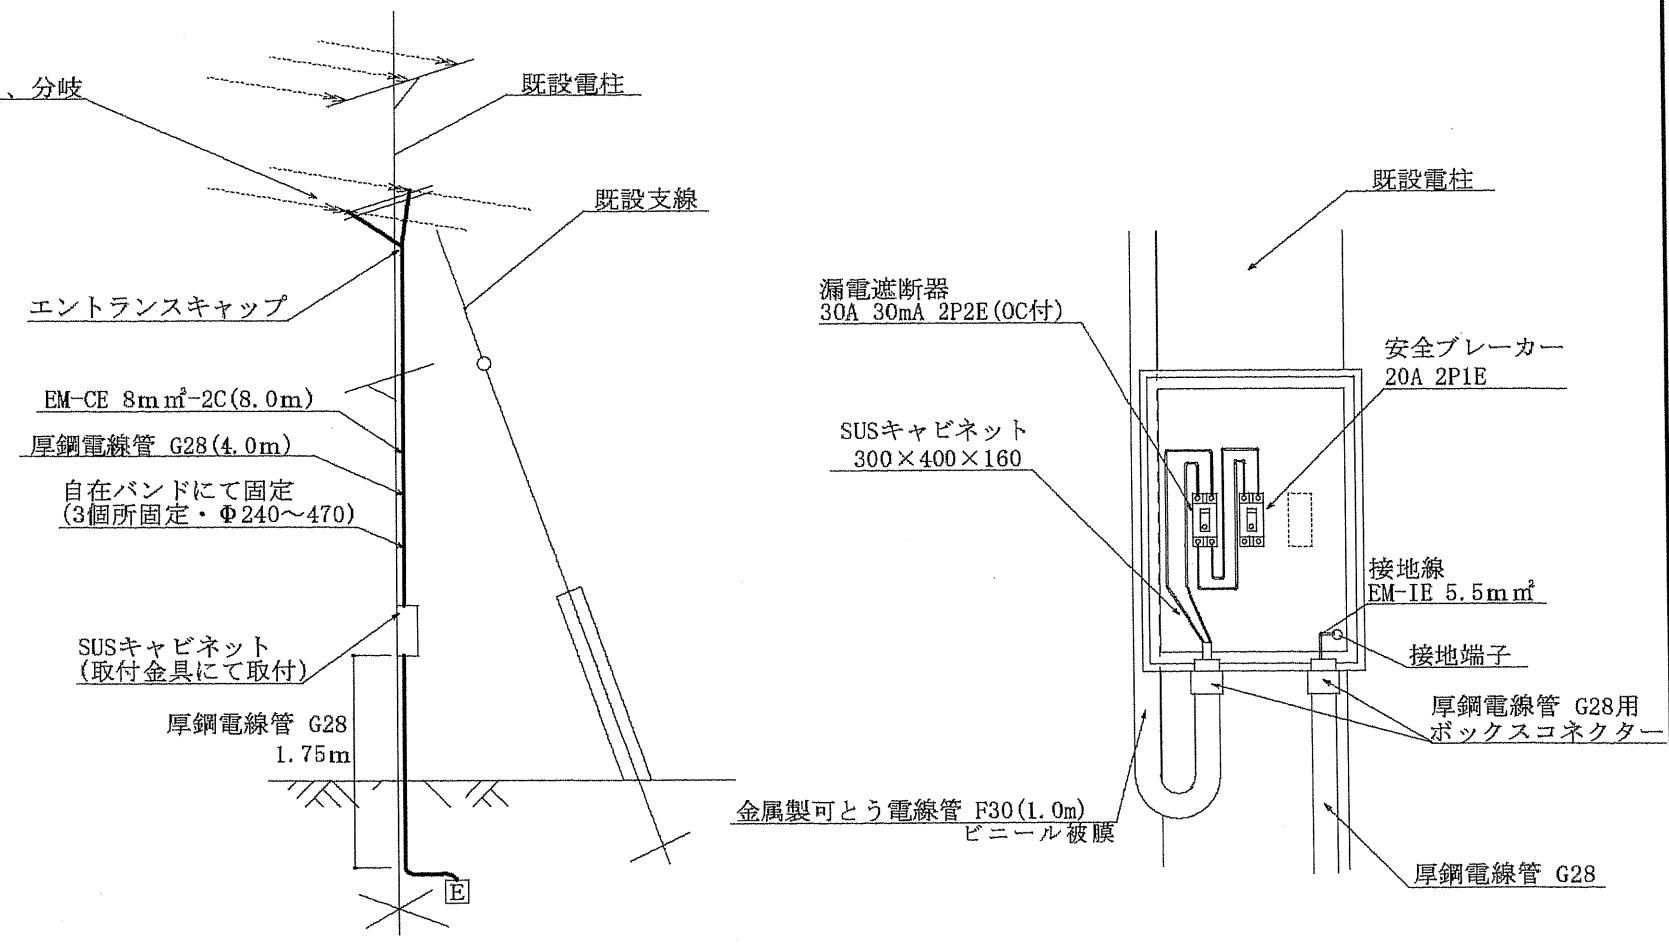 、分岐
既設電柱
既設支線
エントランスキャップ
EM-CE 8mm²-2C(8.0m)
厚鋼電線管 G28(4.0m)
自在バンドにて固定
(3個所固定・Φ240～470)
SUSキャビネット
(取付金具にて取付)
厚鋼電線管 G28
1.75m
E
既設電柱
漏電遮断器
30A 30mA 2P2E(OC付)
安全ブレーカー
20A 2P1E
SUSキャビネット
300×400×160
接地線
EM-IE 5.5mm²
接地端子
厚鋼電線管 G28用
ボックスコネクター
金属製可とう電線管 F30(1.0m)
ビニール被膜
厚鋼電線管 G28